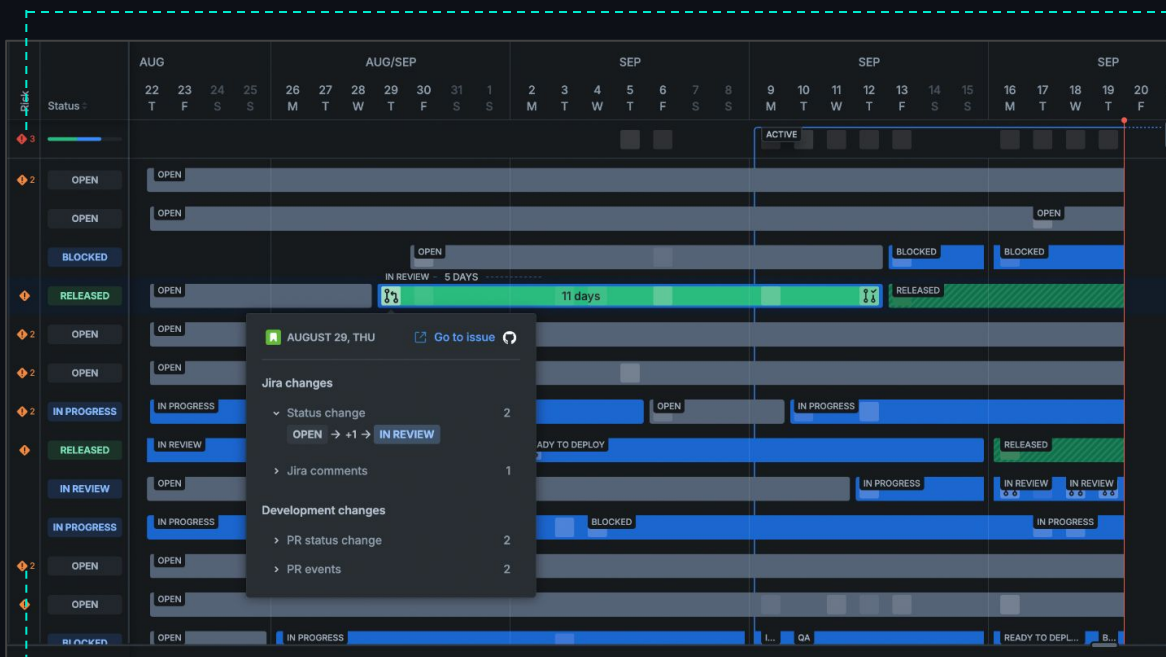 AUG AUG/SEP SEP SEP SEP
22 23 24 25 26 27 28 29 30 31 1 2 3 4 5 6 7 8 9 10 11 12 13 14 15 16 17 18 19 20
Risk Status T F S S M T W T F S S M T W T F S S M T W T F S S M T W T F
3 ACTIVE
2 OPEN OPEN
OPEN OPEN OPEN
BLOCKED OPEN BLOCKED BLOCKED
IN REVIEW - 5 DAYS
RELEASED OPEN 11 days RELEASED
2 OPEN OPEN
AUGUST 29, THU Go to issue
2 OPEN OPEN
Jira changes
2 IN PROGRESS IN PROGRESS OPEN IN PROGRESS
Status change 2
OPEN → +1 → IN REVIEW
RELEASED IN REVIEW READY TO DEPLOY RELEASED
Jira comments 1
IN REVIEW OPEN IN PROGRESS IN REVIEW IN REVIEW
Development changes
IN PROGRESS IN PROGRESS BLOCKED IN PROGRESS
PR status change 2
2 OPEN OPEN
PR events 2
OPEN OPEN
BLOCKED OPEN IN PROGRESS I... QA READY TO DEPL... B...